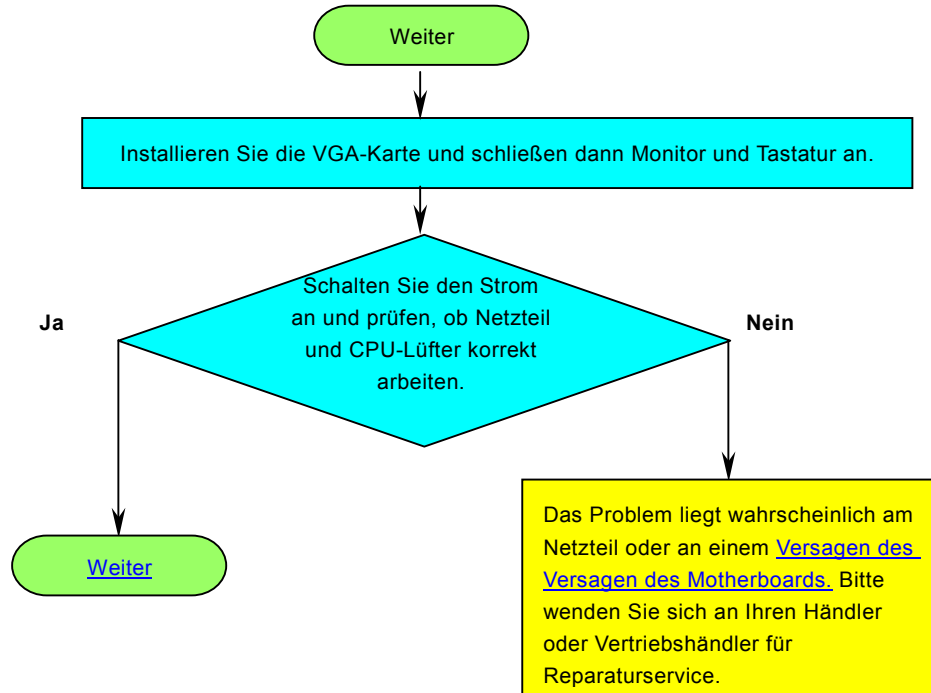 Weiter
Installieren Sie die VGA-Karte und schließen dann Monitor und Tastatur an.
Schalten Sie den Strom
an und prüfen, ob Netzteil
und CPU-Lüfter korrekt
arbeiten.
Ja
Nein
Weiter
Das Problem liegt wahrscheinlich am
Netzteil oder an einem Versagen des
Versagen des Motherboards. Bitte
wenden Sie sich an Ihren Händler
oder Vertriebshändler für
Reparaturservice.